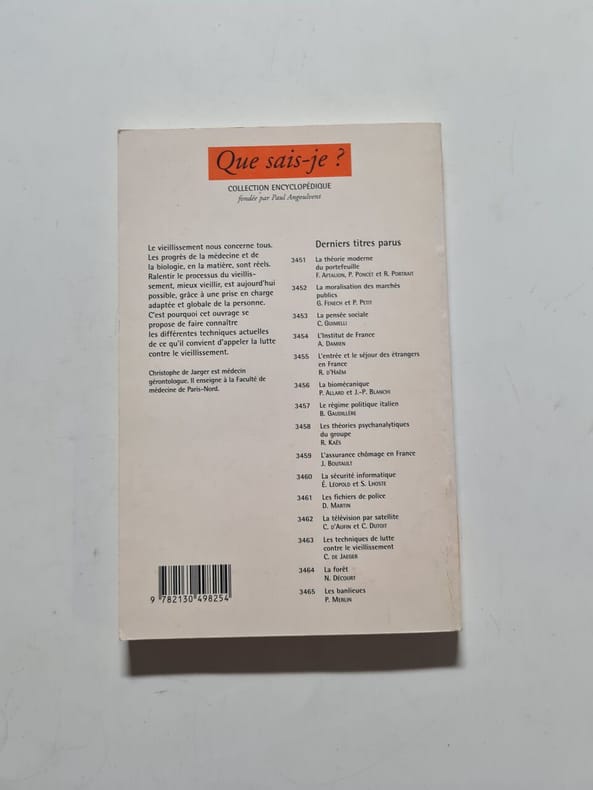 Que sais-je ?
COLLECTION ENCYCLOPÉDIQUE
fondée par Paul Angoulvent
Le vieillissement nous concerne tous.
Les progrès de la médecine et de
la biologie, en la matière, sont réels.
Ralentir le processus du vieillis-
sement, mieux vieillir, est aujourd'hui
possible, grâce à une prise en charge
adaptée et globale de la personne.
C'est pourquoi cet ouvrage se
propose de faire connaître
les différentes techniques actuelles
de ce qu'il convient d'appeler la lutte
contre le vieillissement.
Christophe de Jaeger est médecin
gérontologue. Il enseigne à la Faculté de
médecine de Paris-Nord.
Derniers titres parus
3451 La théorie moderne
du portefeuille
F. AFTALION, P. PONCET et R. PORTRAIT
3452 La moralisation des marchés
publics
G. FENECH et P. PETIT
3453 La pensée sociale
C. GUIMELLI
3454 L'Institut de France
A. DAMIEN
3455 L'entrée et le séjour des étrangers
en France
R. D'HAËM
3456 La biomécanique
P. ALLARD et J.-P. BLANCHI
3457 Le régime politique italien
B. GAUDILLÈRE
3458 Les théories psychanalytiques
du groupe
R. KAËS
3459 L'assurance chômage en France
J. BOUTAULT
3460 La sécurité informatique
É. LÉOPOLD et S. LHOSTE
3461 Les fichiers de police
D. MARTIN
3462 La télévision par satellite
C. D'AUFIN et C. DUTOIT
3463 Les techniques de lutte
contre le vieillissement
C. DE JAEGER
3464 La forêt
N. DÉCOURT
3465 Les banlieues
P. MERLIN
9 782130 498254